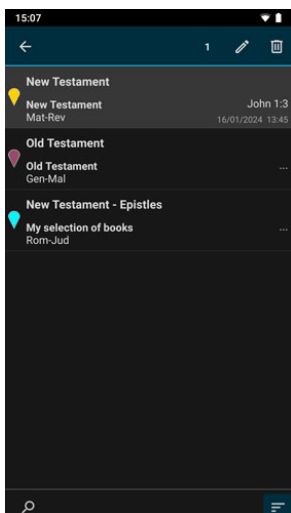 15:07
1
New Testament
New Testament John 1:3
Mat-Rev 16/01/2024 13:45
Old Testament
Old Testament ...
Gen-Mal
New Testament - Epistles
My selection of books ...
Rom-Jud